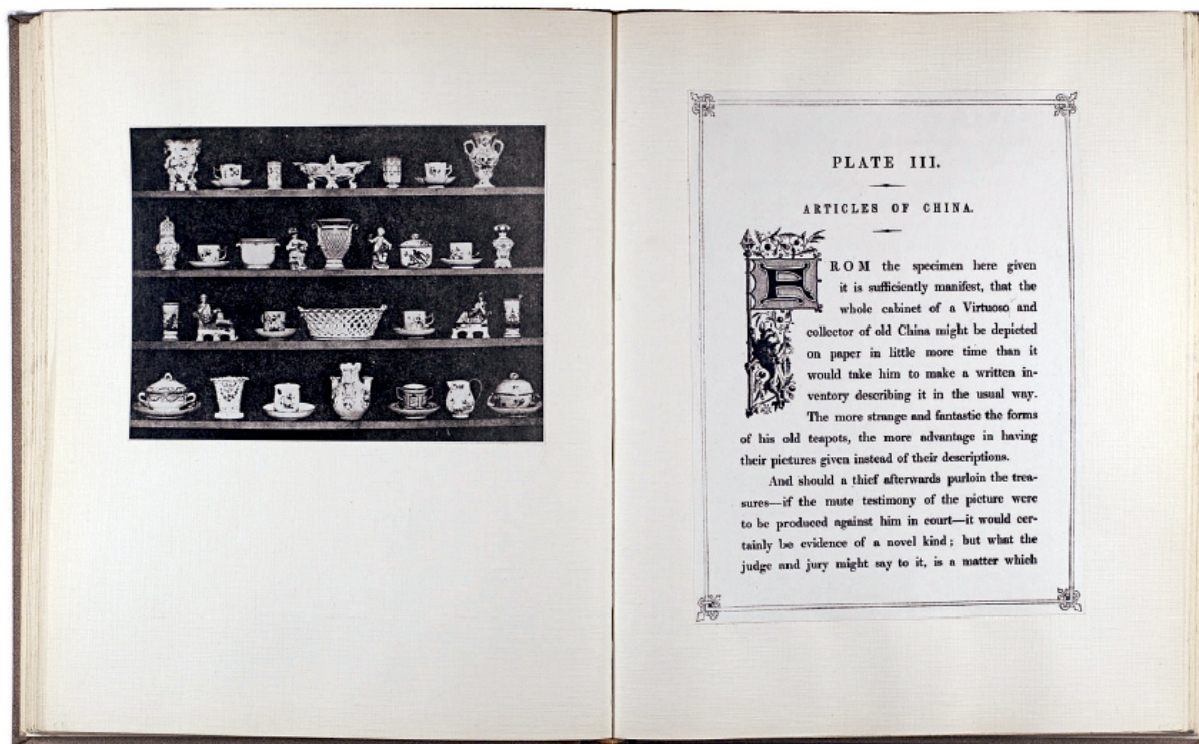 PLATE III.
ARTICLES OF CHINA.
FROM the specimen here given
it is sufficiently manifest, that the
whole cabinet of a Virtuoso and
collector of old China might be depicted
on paper in little more time than it
would take him to make a written in-
ventory describing it in the usual way.
The more strange and fantastic the forms
of his old teapots, the more advantage in having
their pictures given instead of their descriptions.
And should a thief afterwards purloin the trea-
sures—if the mute testimony of the picture were
to be produced against him in court—it would cer-
tainly be evidence of a novel kind; but what the
judge and jury might say to it, is a matter which